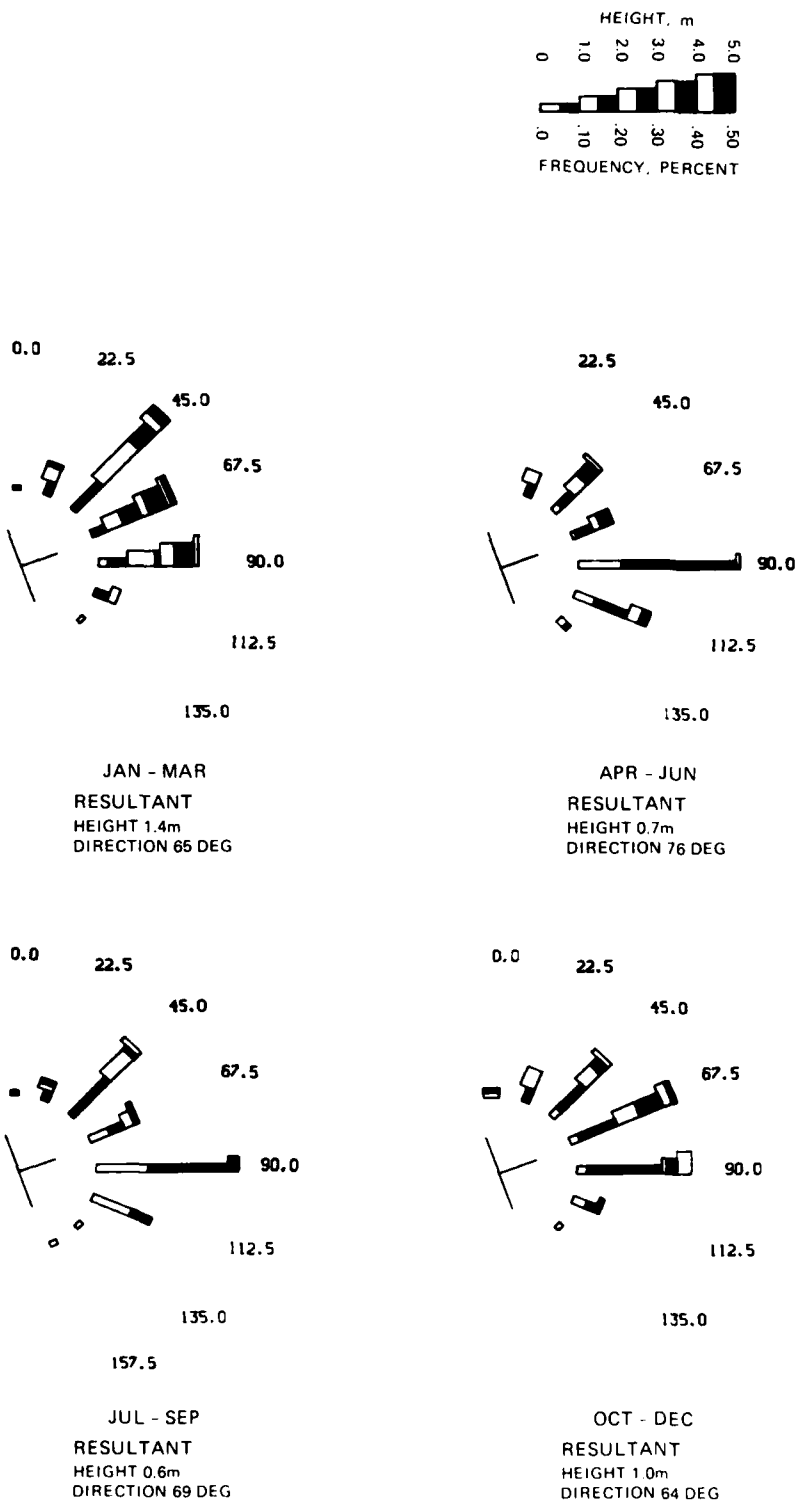 HEIGHT, m
0 1.0 2.0 3.0 4.0 5.0
.0 .10 .20 .30 .40 .50
FREQUENCY, PERCENT
0.0
22.5
45.0
67.5
90.0
112.5
135.0
JAN - MAR
RESULTANT
HEIGHT 1.4m
DIRECTION 65 DEG
22.5
45.0
67.5
90.0
112.5
135.0
APR - JUN
RESULTANT
HEIGHT 0.7m
DIRECTION 76 DEG
0.0
22.5
45.0
67.5
90.0
112.5
135.0
157.5
JUL - SEP
RESULTANT
HEIGHT 0.6m
DIRECTION 69 DEG
0.0
22.5
45.0
67.5
90.0
112.5
135.0
OCT - DEC
RESULTANT
HEIGHT 1.0m
DIRECTION 64 DEG